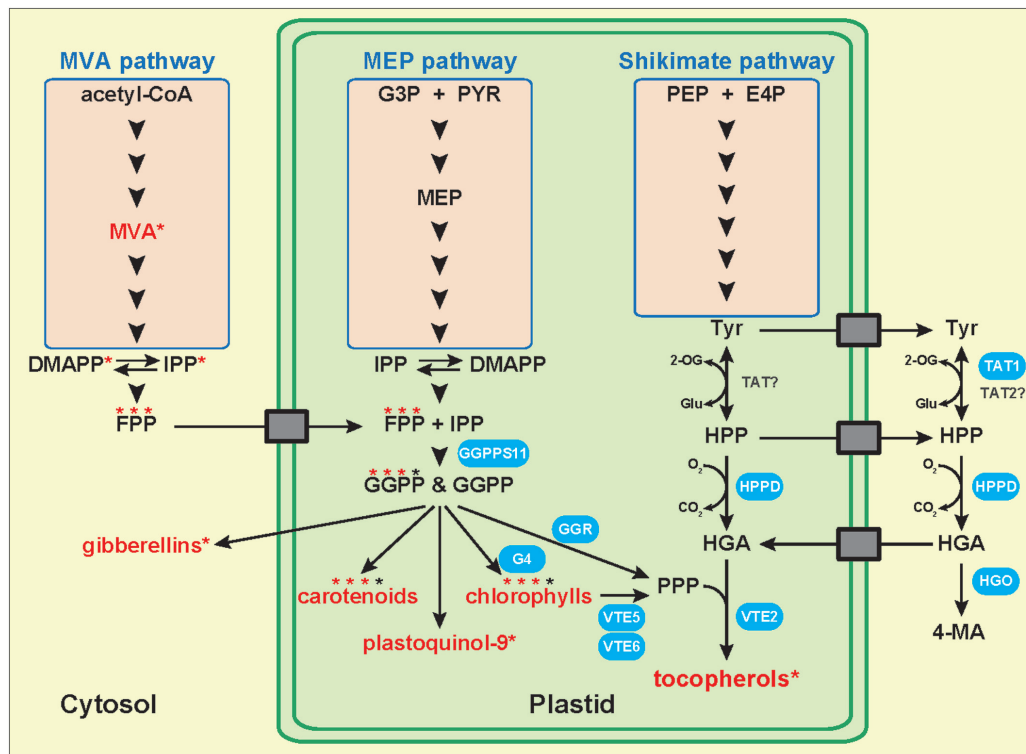 MVA pathway
MEP pathway
Shikimate pathway
acetyl-CoA
G3P + PYR
PEP + E4P
MEP
MVA*
Tyr
Tyr
DMAPP* IPP*
IPP DMAPP
2-OG
TAT?
Glu
2-OG
TAT1
TAT2?
Glu
* * *
FPP
* * *
FPP + IPP
HPP
HPP
GGPPS11
* * * *
GGPP & GGPP
O2
HPPD
CO2
O2
HPPD
CO2
GGR
gibberellins*
HGA
HGA
G4
* * * *
carotenoids
* * * *
chlorophylls
PPP
HGO
VTE5
VTE2
VTE6
plastoquinol-9*
4-MA
tocopherols*
Cytosol
Plastid